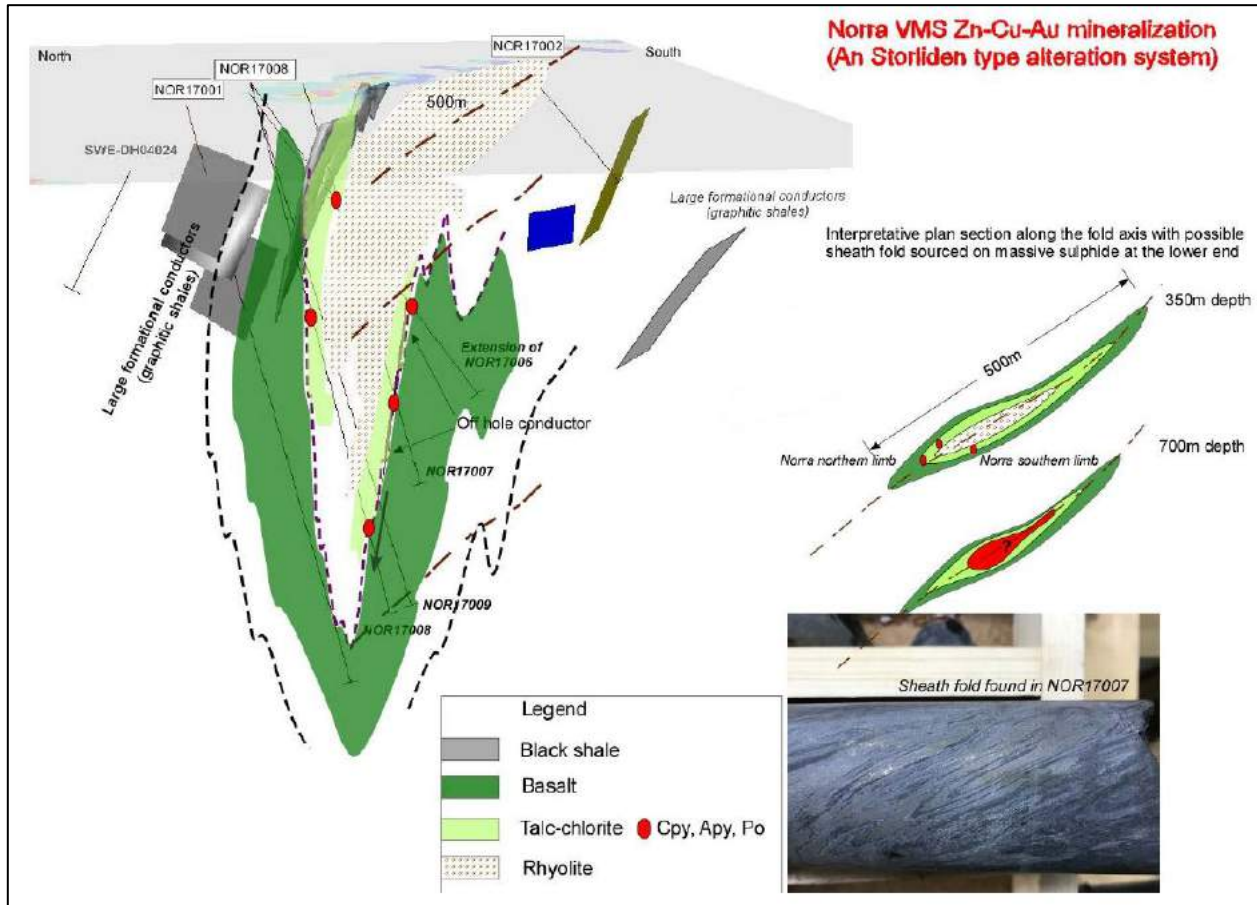 Norra VMS Zn-Cu-Au mineralization
(An Storliden type alteration system)
North
NOR17002
South
NOR17008
NOR17001
500m
SWE-DH04024
Large formational conductors
(graphitic shales)
Large formational conductors
(graphitic shales)
Extension of
NOR17006
Off hole conductor
NOR17007
NOR17009
NOR17008
Interpretative plan section along the fold axis with possible
sheath fold sourced on massive sulphide at the lower end
350m depth
500m
700m depth
Norra northern limb
Norra southern limb
?
Sheath fold found in NOR17007
Legend
Black shale
Basalt
Talc-chlorite
Cpy, Apy, Po
Rhyolite